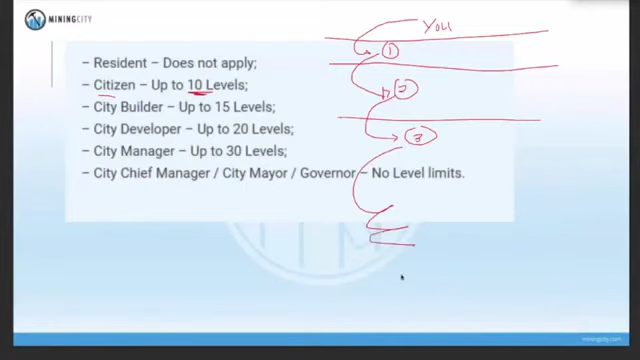 MININGCITY
YOU
– Resident – Does not apply;
1
– Citizen – Up to 10 Levels;
2
– City Builder – Up to 15 Levels;
– City Developer – Up to 20 Levels;
3
– City Manager – Up to 30 Levels;
– City Chief Manager / City Mayor / Governor – No Level limits.
miningcity.com